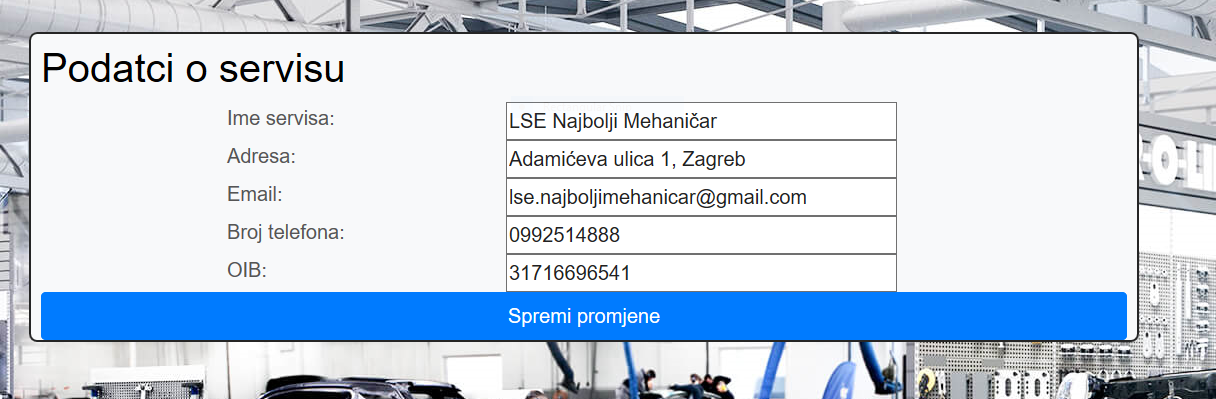 Podatci o servisu
Ime servisa: LSE Najbolji Mehaničar
Adresa: Adamićeva ulica 1, Zagreb
Email: lse.najboljimehanicar@gmail.com
Broj telefona: 0992514888
OIB: 31716696541
Spremi promjene